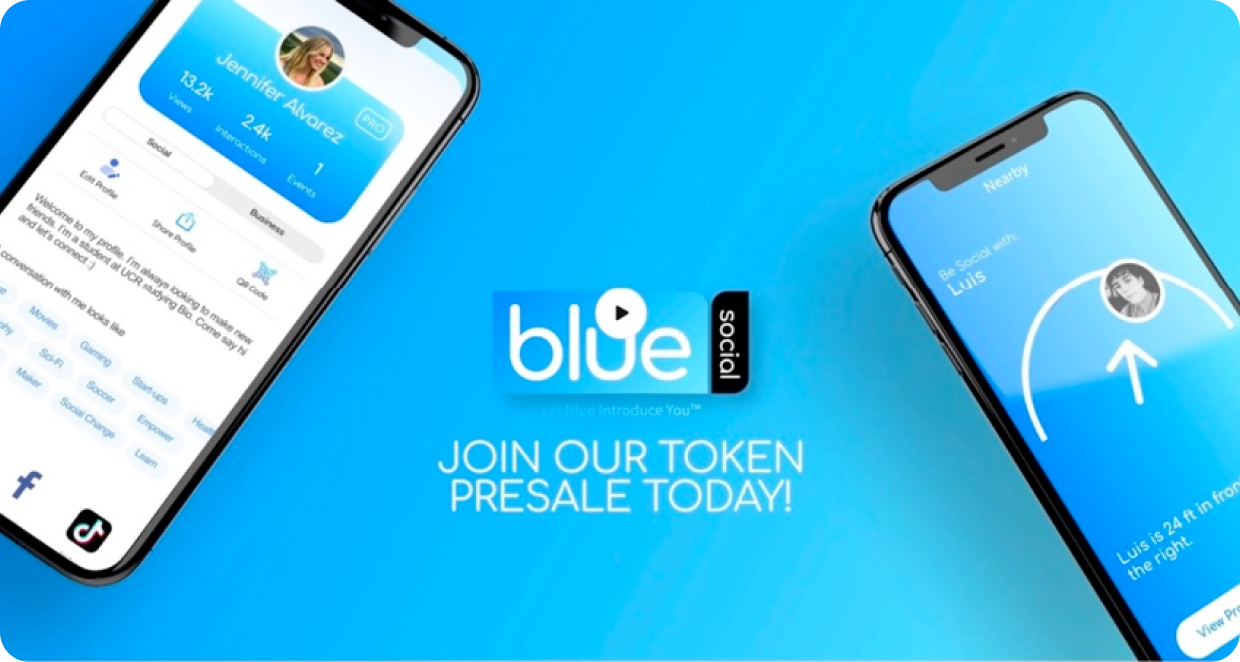 Jennifer Alvarez
PRO
13.2k
Views
2.4k
Interactions
1
Events
Social
Business
Edit Profile
Share Profile
QR Code
Welcome to my profile. I'm always looking to make new
friends. I'm a student at UCR studying Bio. Come say hi
and let's connect :)
conversation with me looks like
Movies
Gaming
Start-ups
Sci-Fi
Soccer
Empower
Maker
Social Change
Learn
blue
social
Let Blue Introduce You™
JOIN OUR TOKEN
PRESALE TODAY!
Nearby
Be Social with:
Luis
Luis is 24 ft in fron
the right.
View Pro